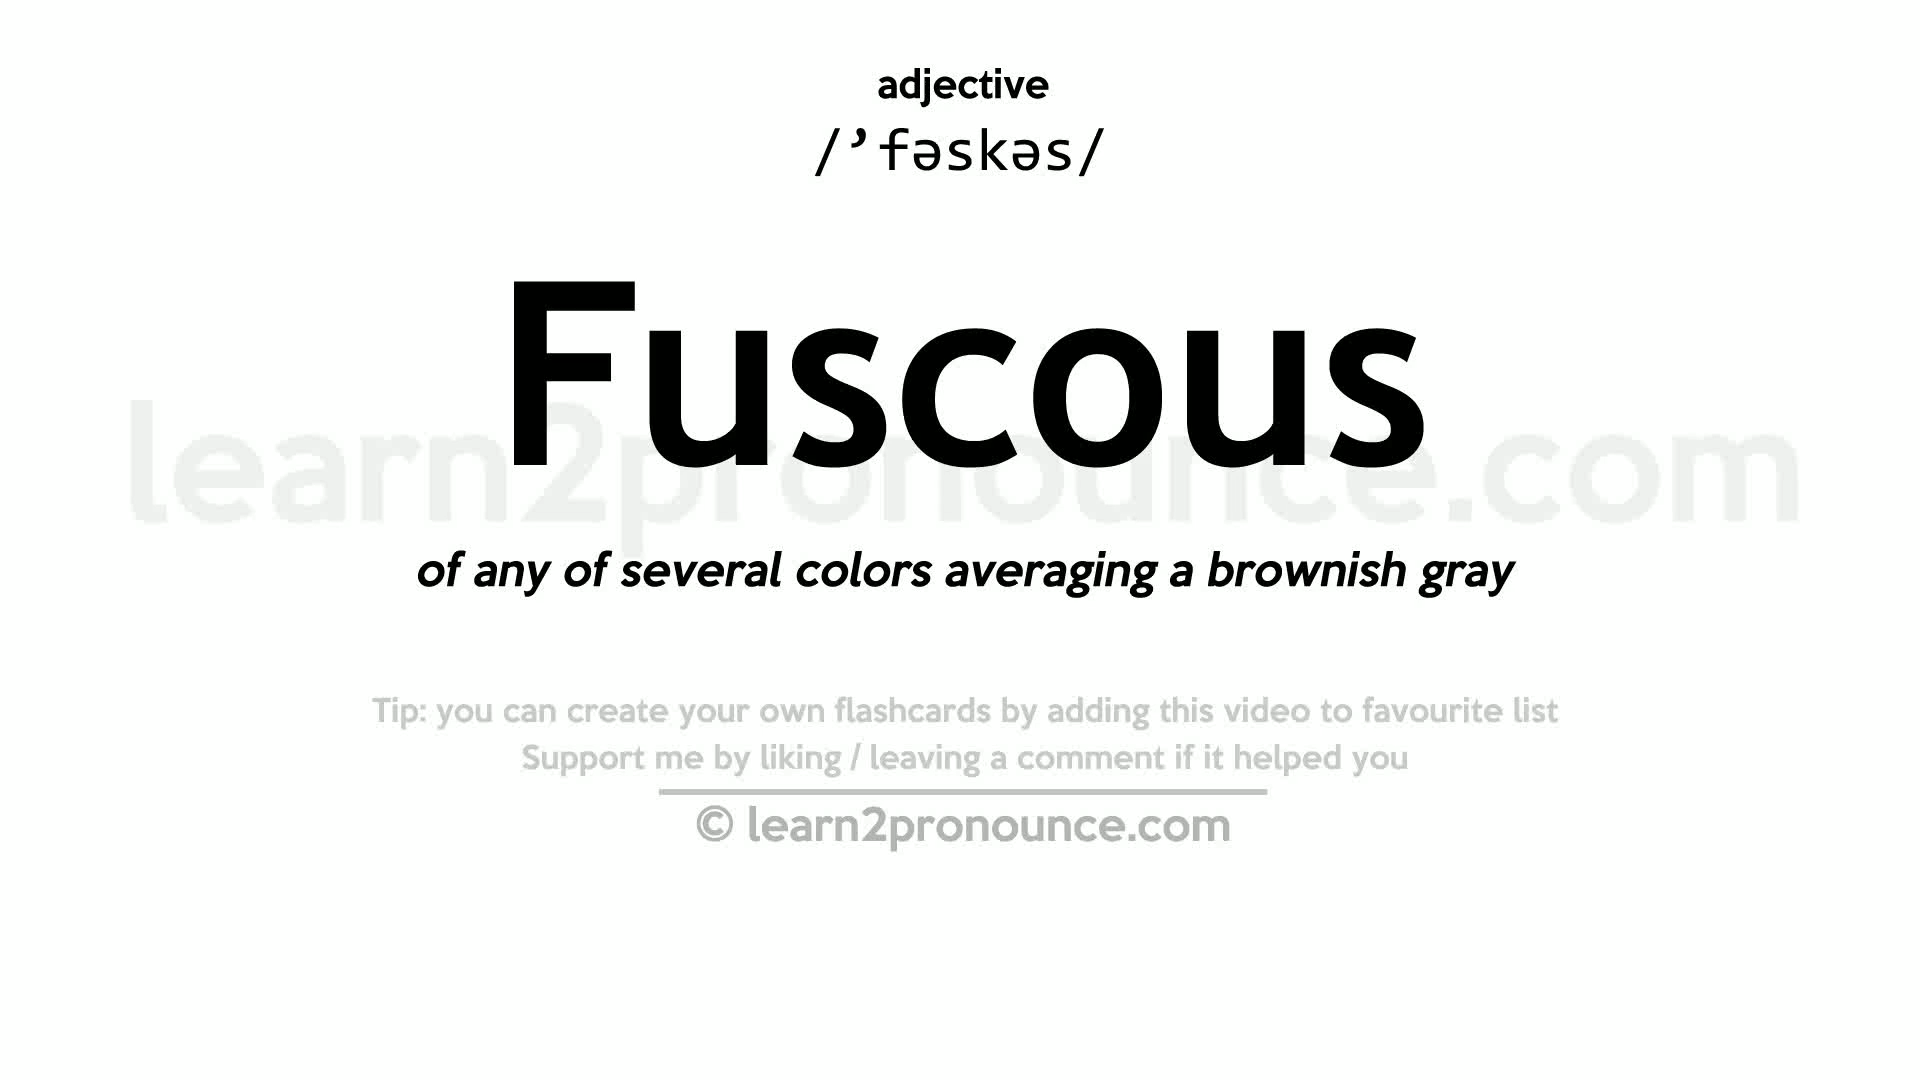 adjective
/’fəskəs/
Fuscous
learn2pronounce.com
of any of several colors averaging a brownish gray
Tip: you can create your own flashcards by adding this video to favourite list
Support me by liking / leaving a comment if it helped you
© learn2pronounce.com